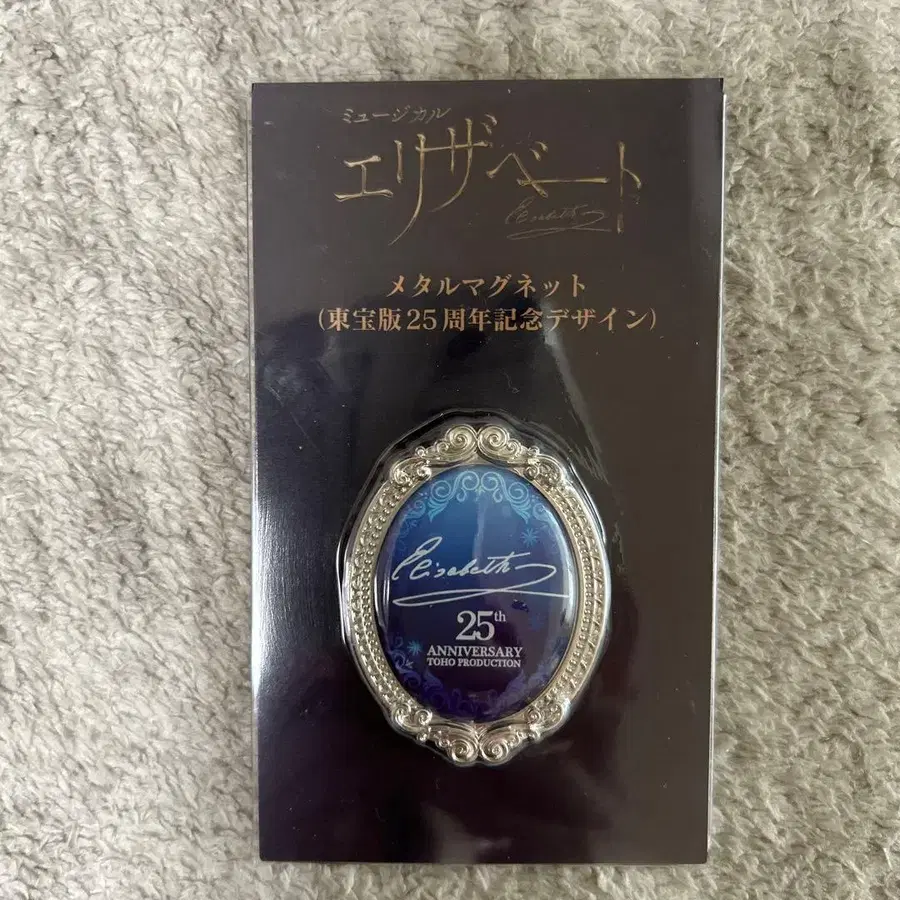 ミュージカル
エリザベート
Elisabeth
メタルマグネット
(東宝版25周年記念デザイン)
Elisabeth
25th
ANNIVERSARY
TOHO PRODUCTION